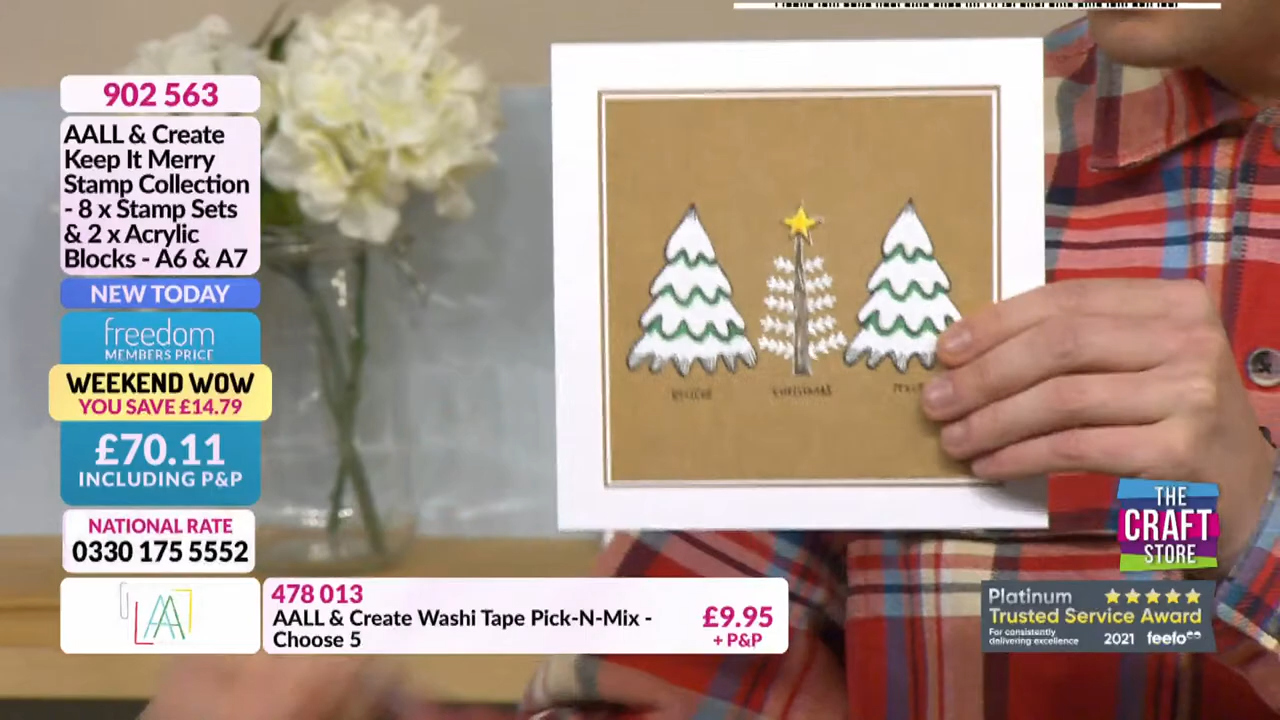 902 563
AALL & Create
Keep It Merry
Stamp Collection
- 8 x Stamp Sets
& 2 x Acrylic
Blocks - A6 & A7
NEW TODAY
freedom
MEMBERS PRICE
WEEKEND WOW
YOU SAVE £14.79
£70.11
INCLUDING P&P
NATIONAL RATE
0330 175 5552
478 013
AALL & Create Washi Tape Pick-N-Mix -
Choose 5
£9.95
+ P&P
CHRISTMAS
THE
CRAFT
STORE
Platinum
Trusted Service Award
For consistently
delivering excellence
2021 feefo